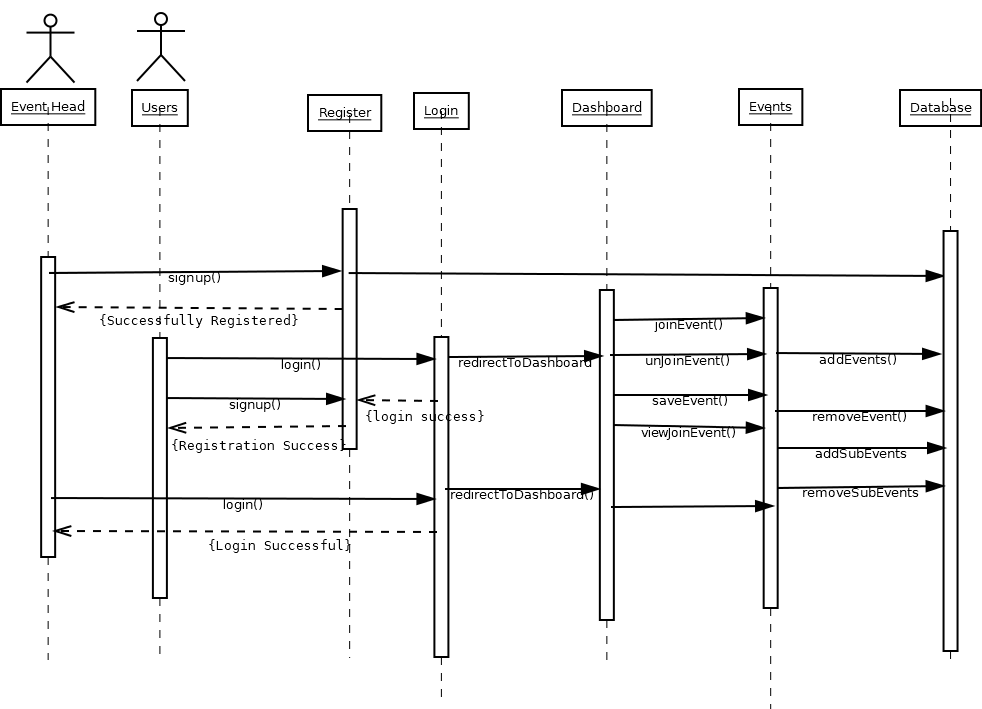 Event Head
Users
Register
Login
Dashboard
Events
Database
signup()
{Successfully Registered}
joinEvent()
login()
redirectToDashboard
unJoinEvent()
addEvents()
signup()
{login success}
saveEvent()
removeEvent()
{Registration Success}
viewJoinEvent()
addSubEvents
login()
redirectToDashboard()
removeSubEvents
{Login Successful}